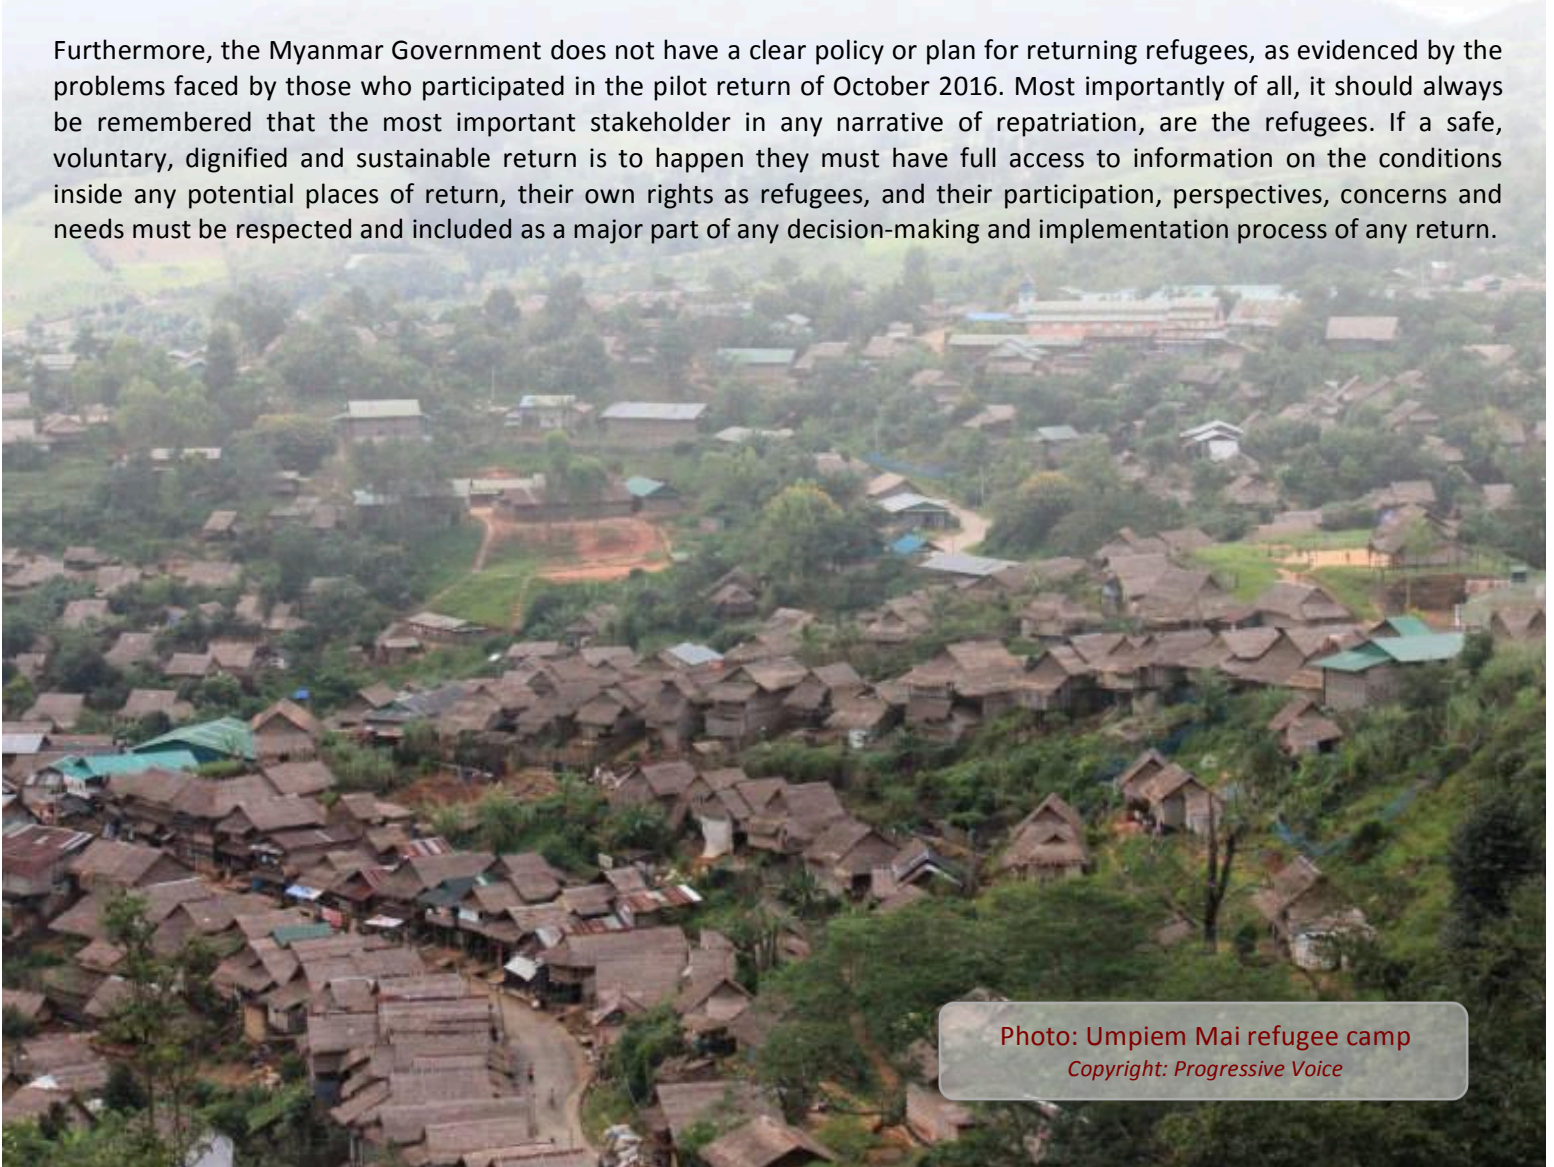 Furthermore, the Myanmar Government does not have a clear policy or plan for returning refugees, as evidenced by the
problems faced by those who participated in the pilot return of October 2016. Most importantly of all, it should always
be remembered that the most important stakeholder in any narrative of repatriation, are the refugees. If a safe,
voluntary, dignified and sustainable return is to happen they must have full access to information on the conditions
inside any potential places of return, their own rights as refugees, and their participation, perspectives, concerns and
needs must be respected and included as a major part of any decision-making and implementation process of any return.
Photo: Umpiem Mai refugee camp
Copyright: Progressive Voice